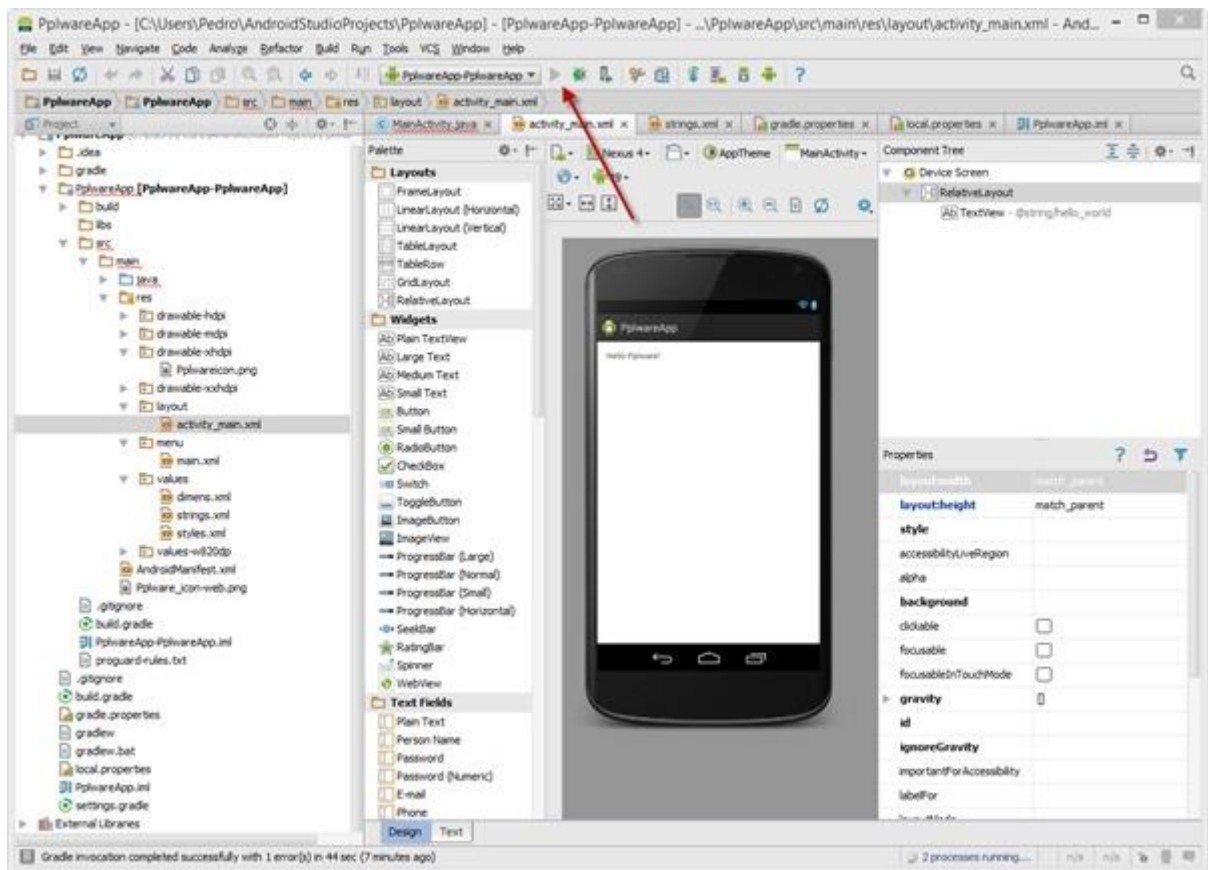 PplwareApp - [C:\Users\Pedro\AndroidStudioProjects\PplwareApp] - [PplwareApp-PplwareApp] - ...\PplwareApp\src\main\res\layout\activity_main.xml - And...
File Edit View Navigate Code Analyze Refactor Build Run Tools VCS Window Help
PplwareApp-PplwareApp
PplwareApp PplwareApp src main res layout activity_main.xml
Project
MainActivity.java activity_main.xml strings.xml gradle.properties local.properties PplwareApp.iml
.idea
gradle
PplwareApp [PplwareApp-PplwareApp]
build
libs
src
main
java
res
drawable-hdpi
drawable-mdpi
drawable-xhdpi
Pplwareicon.png
drawable-xxhdpi
layout
activity_main.xml
menu
main.xml
values
dimens.xml
strings.xml
styles.xml
values-w820dp
AndroidManifest.xml
Pplware_icon-web.png
.gitignore
build.gradle
PplwareApp-PplwareApp.iml
proguard-rules.txt
.gitignore
build.gradle
gradle.properties
gradlew
gradlew.bat
local.properties
PplwareApp.iml
settings.gradle
External Libraries
Palette
Layouts
FrameLayout
LinearLayout (Horizontal)
LinearLayout (Vertical)
TableLayout
TableRow
GridLayout
RelativeLayout
Widgets
Plain TextView
Large Text
Medium Text
Small Text
Button
Small Button
RadioButton
CheckBox
Switch
ToggleButton
ImageButton
ImageView
ProgressBar (Large)
ProgressBar (Normal)
ProgressBar (Small)
ProgressBar (Horizontal)
SeekBar
RatingBar
Spinner
WebView
Text Fields
Plain Text
Person Name
Password
Password (Numeric)
E-mail
Phone
Nexus 4 AppTheme MainActivity
PplwareApp
Hello Pplware!
Design Text
Component Tree
Device Screen
RelativeLayout
TextView - @string/hello_world
Properties
layout:width match_parent
layout:height match_parent
style
accessibilityLiveRegion
alpha
background
clickable
focusable
focusableInTouchMode
gravity []
id
ignoreGravity
importantForAccessibility
labelFor
Gradle invocation completed successfully with 1 error(s) in 44 sec (7 minutes ago)
2 processes running... n/a n/a